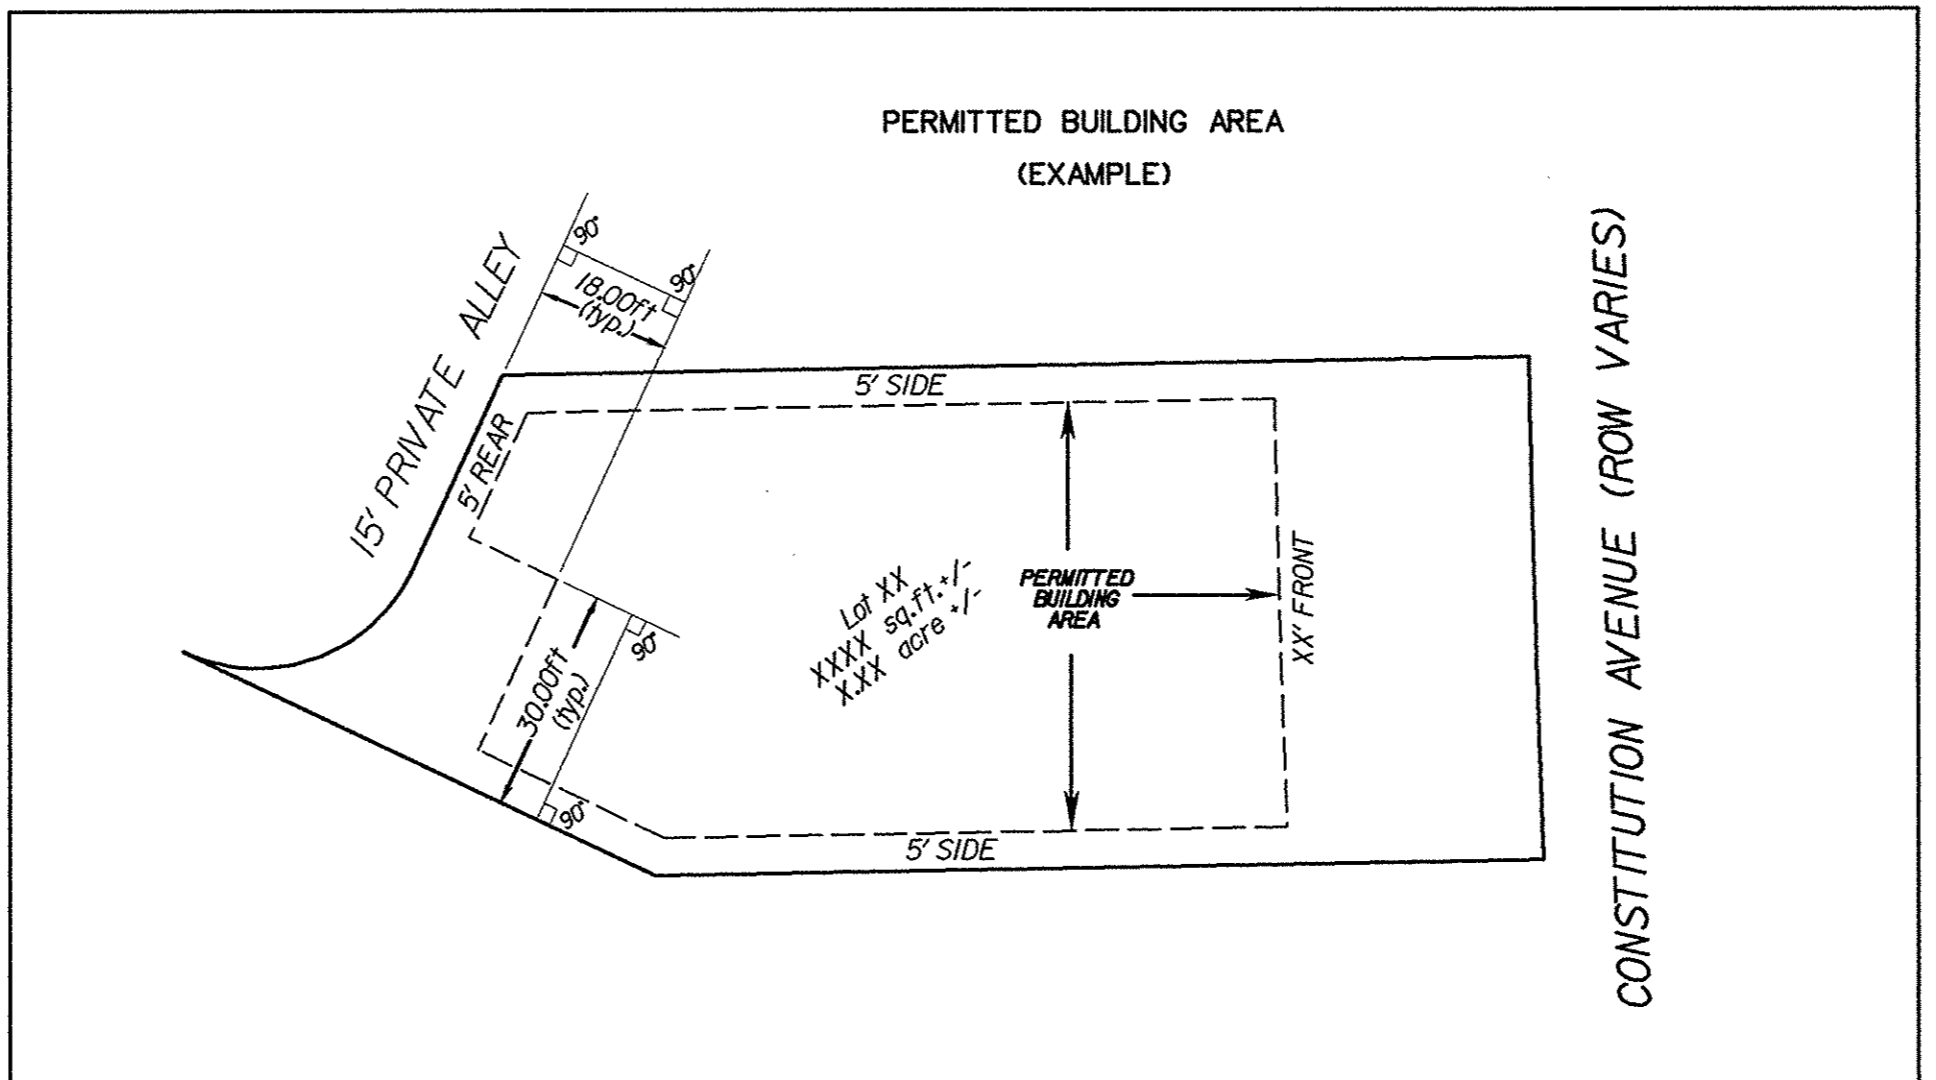 PERMITTED BUILDING AREA
(EXAMPLE)
15' PRIVATE ALLEY
90°
90°
18.00ft
(typ.)
5' SIDE
5' REAR
Lot XX
XXXX sq.ft.+/-
X.XX acre +/-
PERMITTED
BUILDING
AREA
XX' FRONT
CONSTITUTION AVENUE (ROW VARIES)
90°
30.00ft
(typ.)
90°
5' SIDE